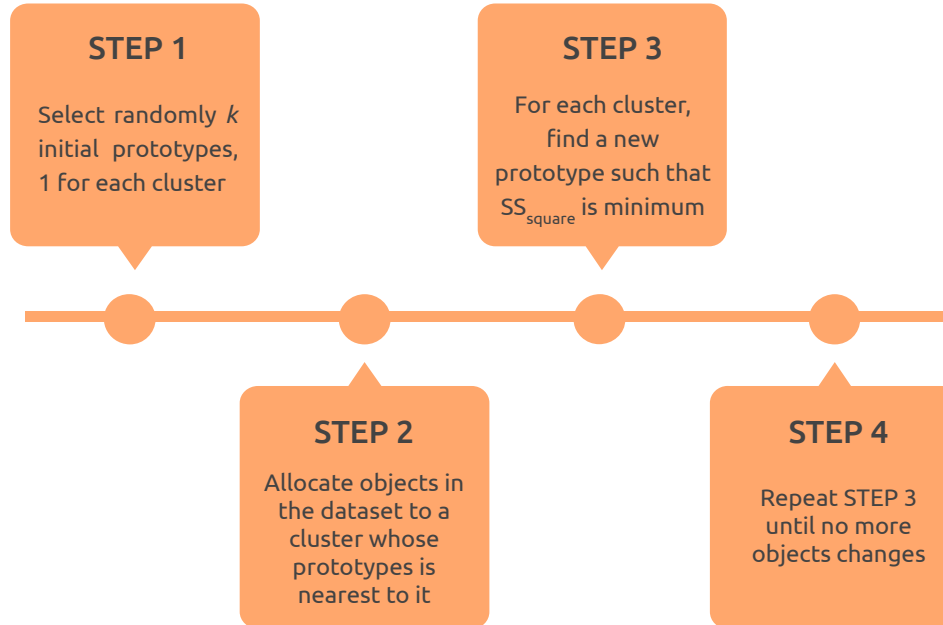 STEP 1
Select randomly k
initial prototypes,
1 for each cluster
STEP 2
Allocate objects in
the dataset to a
cluster whose
prototypes is
nearest to it
STEP 3
For each cluster,
find a new
prototype such that
SSsquare is minimum
STEP 4
Repeat STEP 3
until no more
objects changes